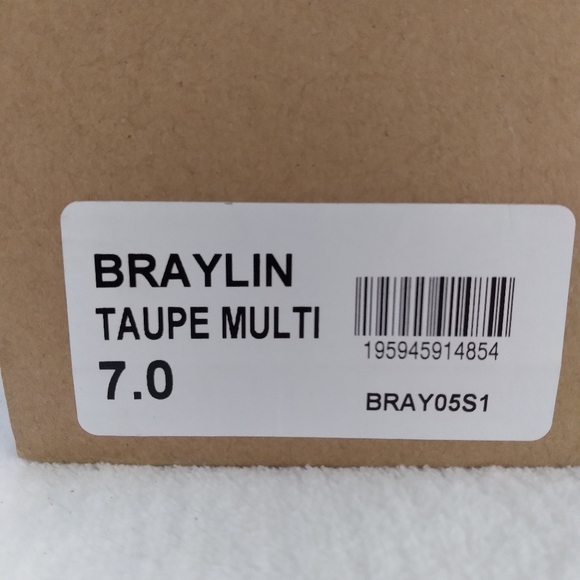 BRAYLIN
TAUPE MULTI
7.0
195945914854
BRAY05S1